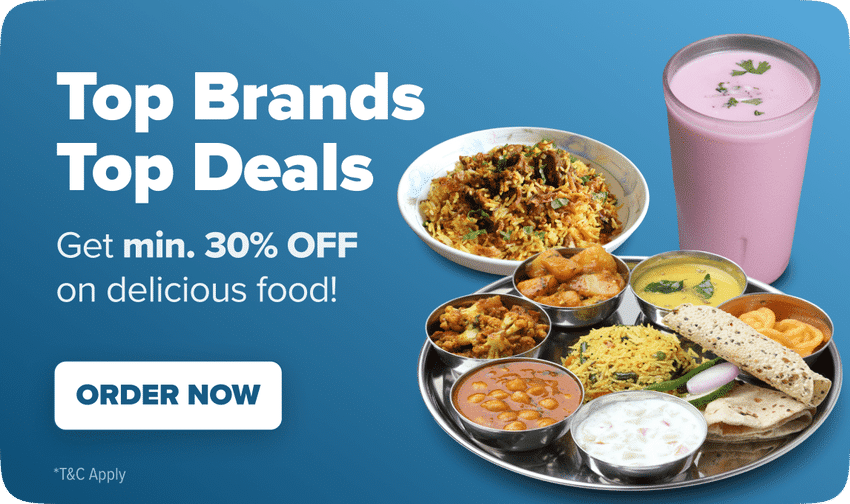 Top Brands
Top Deals
Get min. 30% OFF
on delicious food!
ORDER NOW
*T&C Apply